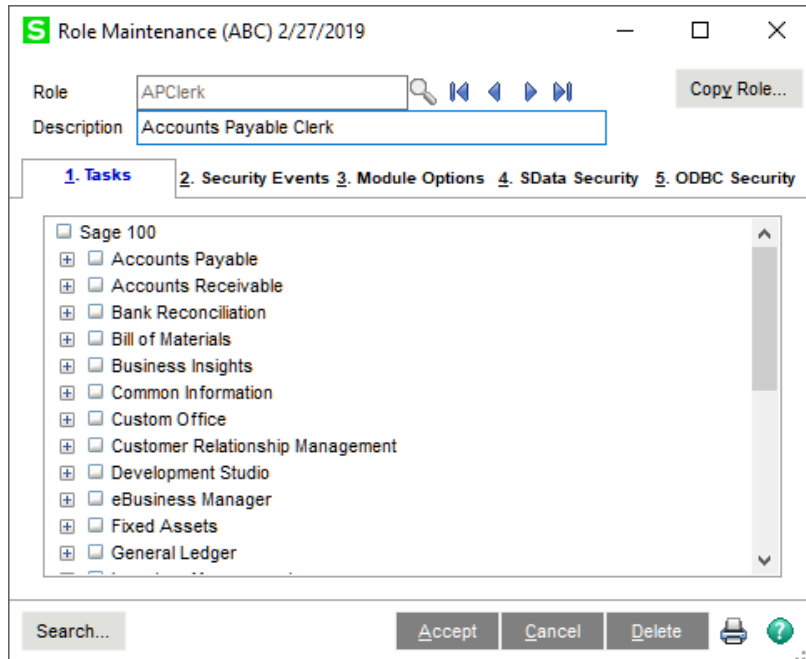 S Role Maintenance (ABC) 2/27/2019
Role APClerk Copy Role...
Description Accounts Payable Clerk
1. Tasks 2. Security Events 3. Module Options 4. SData Security 5. ODBC Security
Sage 100
Accounts Payable
Accounts Receivable
Bank Reconciliation
Bill of Materials
Business Insights
Common Information
Custom Office
Customer Relationship Management
Development Studio
eBusiness Manager
Fixed Assets
General Ledger
Search... Accept Cancel Delete ?